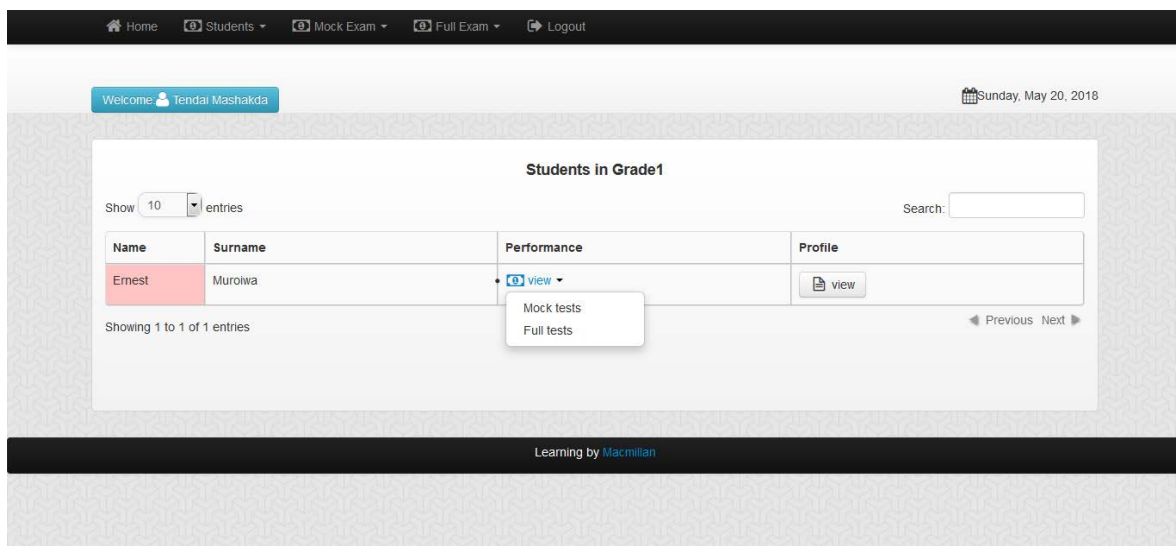 Home Students Mock Exam Full Exam Logout
Welcome: Tendai Mashakda Sunday, May 20, 2018
Students in Grade1
Show 10 entries Search:
Name Surname Performance Profile
Ernest Muroiwa view view
Mock tests
Full tests
Showing 1 to 1 of 1 entries Previous Next
Learning by Macmillan